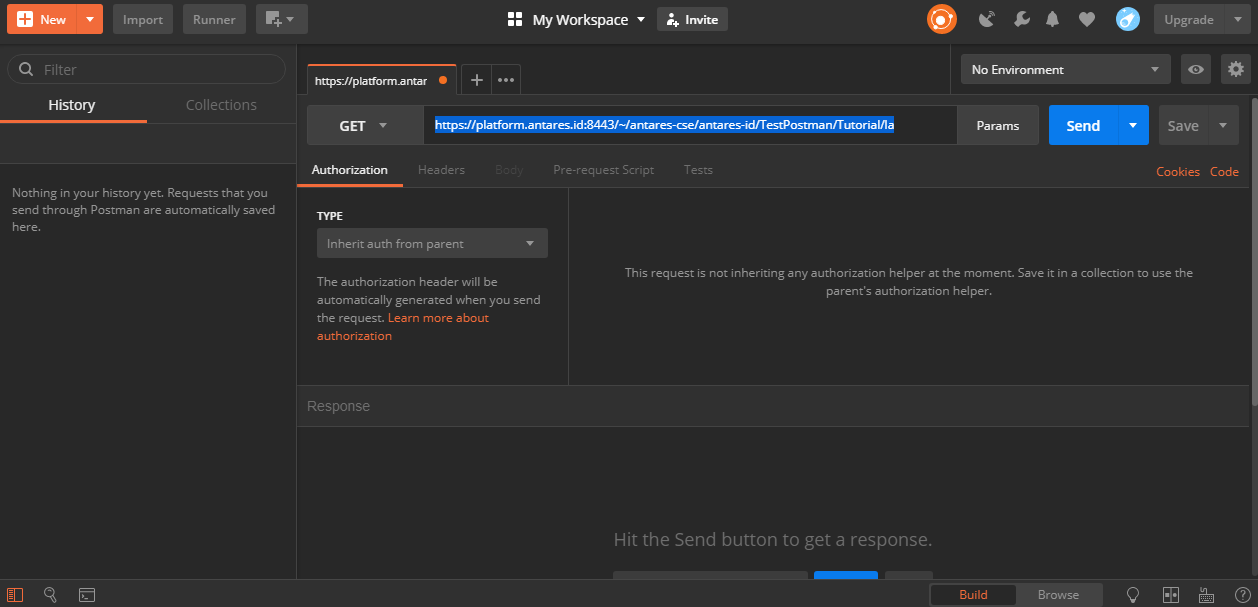 New
Import
Runner
My Workspace
Invite
Upgrade
Filter
History
Collections
Nothing in your history yet. Requests that you
send through Postman are automatically saved
here.
https://platform.antar
No Environment
GET
https://platform.antares.id:8443/~/antares-cse/antares-id/TestPostman/Tutorial/la
Params
Send
Save
Authorization
Headers
Body
Pre-request Script
Tests
Cookies
Code
TYPE
Inherit auth from parent
The authorization header will be
automatically generated when you send
the request. Learn more about
authorization
This request is not inheriting any authorization helper at the moment. Save it in a collection to use the
parent's authorization helper.
Response
Hit the Send button to get a response.
Build
Browse